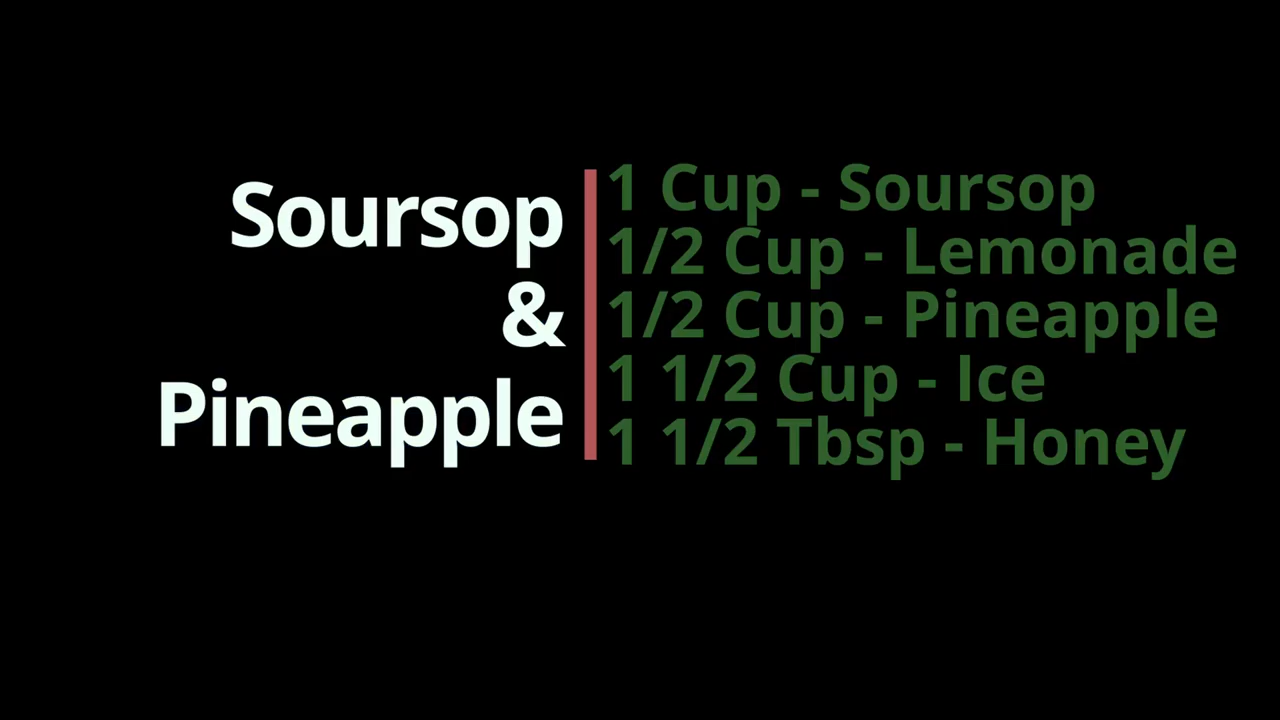 Soursop
&
Pineapple
1 Cup - Soursop
1/2 Cup - Lemonade
1/2 Cup - Pineapple
1 1/2 Cup - Ice
1 1/2 Tbsp - Honey